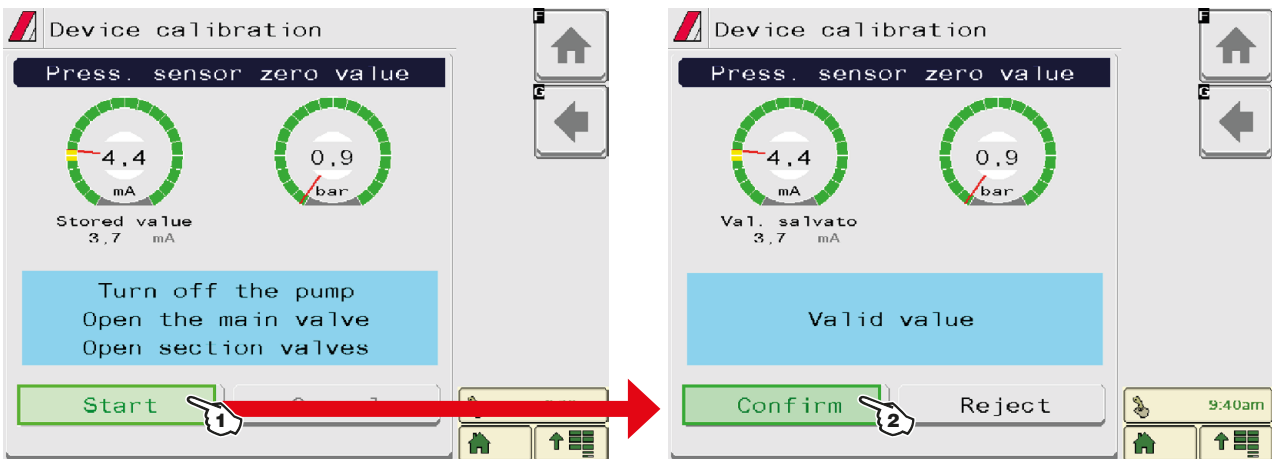 Device calibration
F
Press. sensor zero value
G
4,4
mA
0,9
bar
Stored value
3,7 mA
Turn off the pump
Open the main valve
Open section valves
Start
1
Device calibration
F
Press. sensor zero value
G
4,4
mA
0,9
bar
Val. salvato
3,7 mA
Valid value
Confirm
2
Reject
9:40am